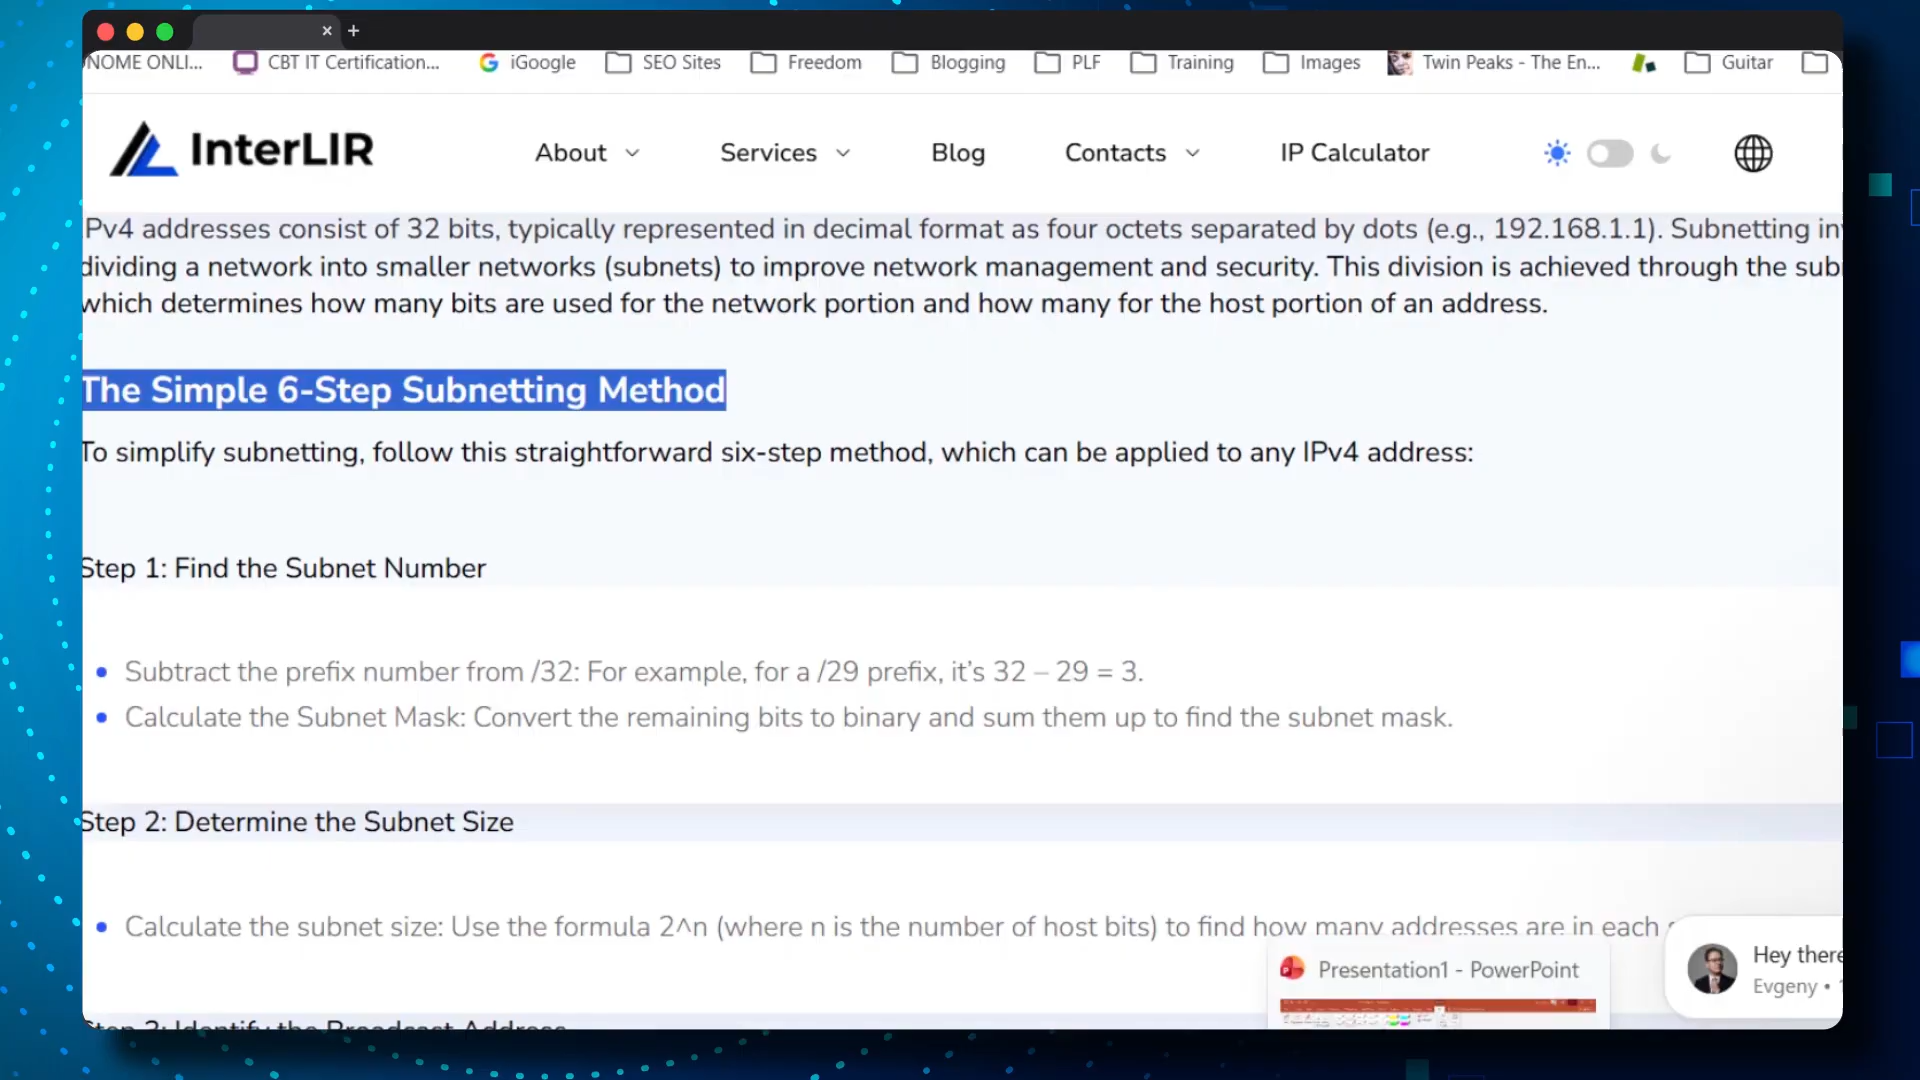 NOME ONLI... CBT IT Certification... iGoogle SEO Sites Freedom Blogging PLF Training Images Twin Peaks - The En... Guitar
InterLIR About Services Blog Contacts IP Calculator
IPv4 addresses consist of 32 bits, typically represented in decimal format as four octets separated by dots (e.g., 192.168.1.1). Subnetting in
dividing a network into smaller networks (subnets) to improve network management and security. This division is achieved through the sub
which determines how many bits are used for the network portion and how many for the host portion of an address.
The Simple 6-Step Subnetting Method
To simplify subnetting, follow this straightforward six-step method, which can be applied to any IPv4 address:
Step 1: Find the Subnet Number
Subtract the prefix number from /32: For example, for a /29 prefix, it’s 32 – 29 = 3.
Calculate the Subnet Mask: Convert the remaining bits to binary and sum them up to find the subnet mask.
Step 2: Determine the Subnet Size
Calculate the subnet size: Use the formula 2^n (where n is the number of host bits) to find how many addresses are in each
Presentation1 - PowerPoint
Hey there
Evgeny •
Step 3: Identify the Broadcast Address